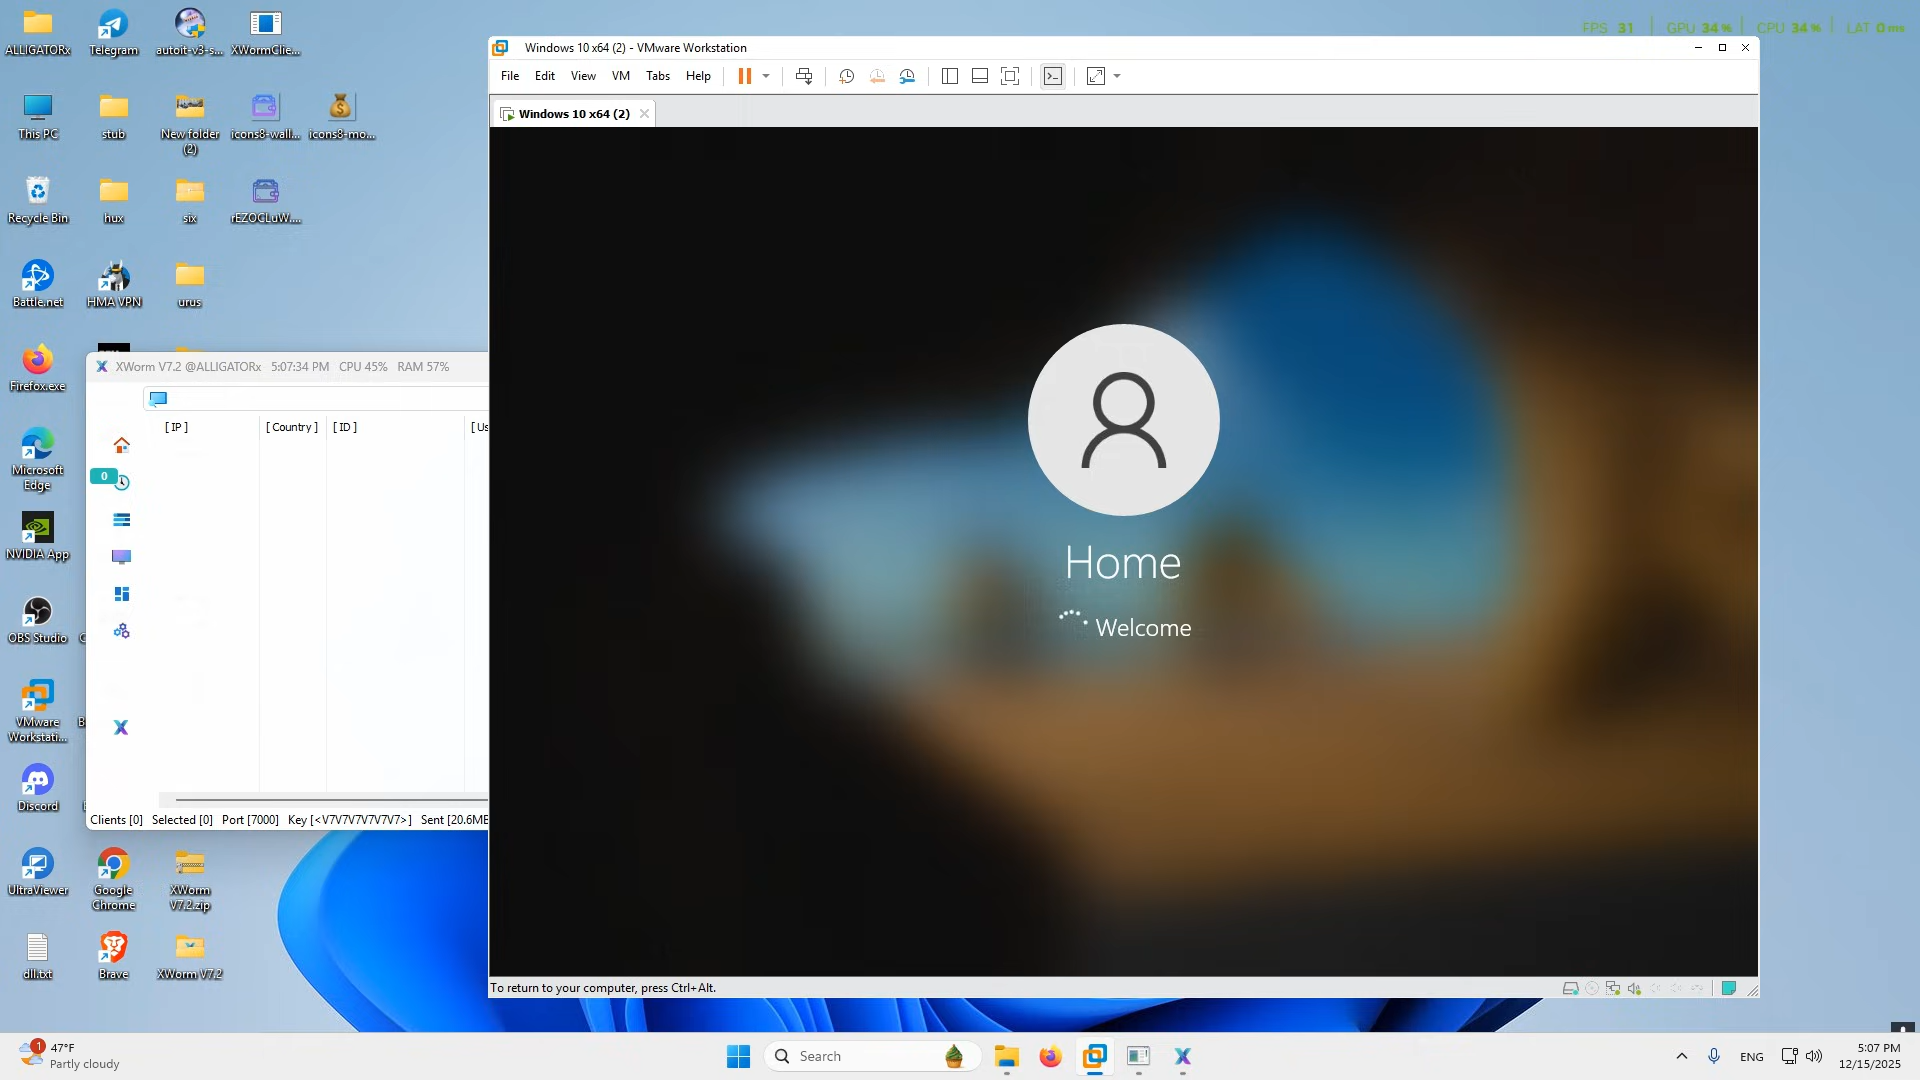 ALLIGATORx
Telegram
autoit-v3-s...
XWormClie...
This PC
stub
New folder
(2)
icons8-wall...
icons8-mo...
Recycle Bin
hux
six
rEZOCLuW....
Battle.net
HMA VPN
urus
Firefox.exe
Microsoft
Edge
NVIDIA App
OBS Studio
VMware
Workstati...
Discord
UltraViewer
Google
Chrome
XWorm
V7.2.zip
dll.txt
Brave
XWorm V7.2
FPS 31
GPU 34 %
CPU 34 %
LAT 0 ms
XWorm V7.2 @ALLIGATORx 5:07:34 PM CPU 45% RAM 57%
[ IP ] [ Country ] [ ID ] [ Us
0
Clients [0] Selected [0] Port [7000] Key [<V7V7V7V7V7V7>] Sent [20.6ME
Windows 10 x64 (2) - VMware Workstation
File Edit View VM Tabs Help
Windows 10 x64 (2)
Home
Welcome
To return to your computer, press Ctrl+Alt.
1
47°F
Partly cloudy
Search
ENG
5:07 PM
12/15/2025